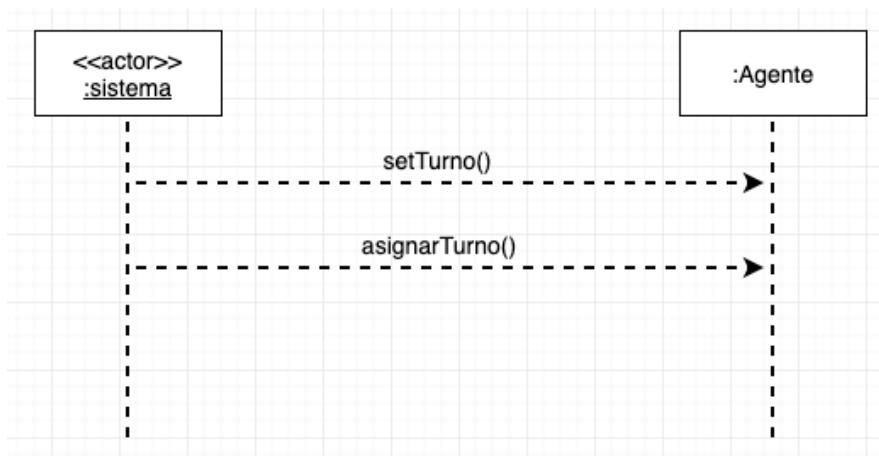 <<actor>>
:sistema
:Agente
setTurno()
asignarTurno()